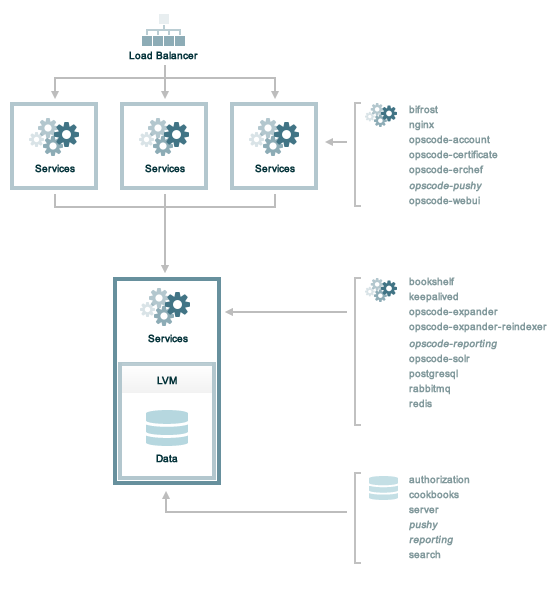 Load Balancer
Services
Services
Services
bifrost
nginx
opscode-account
opscode-certificate
opscode-erchef
opscode-pushy
opscode-webui
Services
LVM
Data
bookshelf
keepalived
opscode-expander
opscode-expander-reindexer
opscode-reporting
opscode-solr
postgresql
rabbitmq
redis
authorization
cookbooks
server
pushy
reporting
search